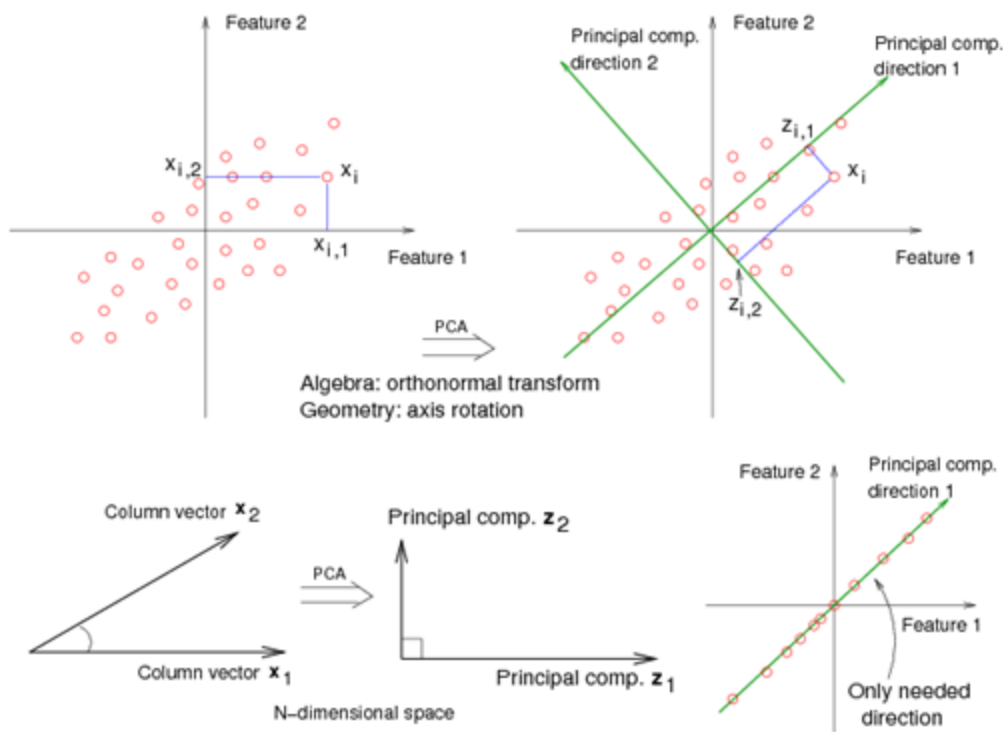 Feature 2
x i,2
x i
x i,1
Feature 1
PCA
Algebra: orthonormal transform
Geometry: axis rotation
Feature 2
Principal comp.
direction 2
Principal comp.
direction 1
z i,1
x i
Feature 1
z i,2
Column vector x 2
Column vector x 1
PCA
Principal comp. z 2
Principal comp. z 1
N–dimensional space
Feature 2
Principal comp.
direction 1
Feature 1
Only needed
direction